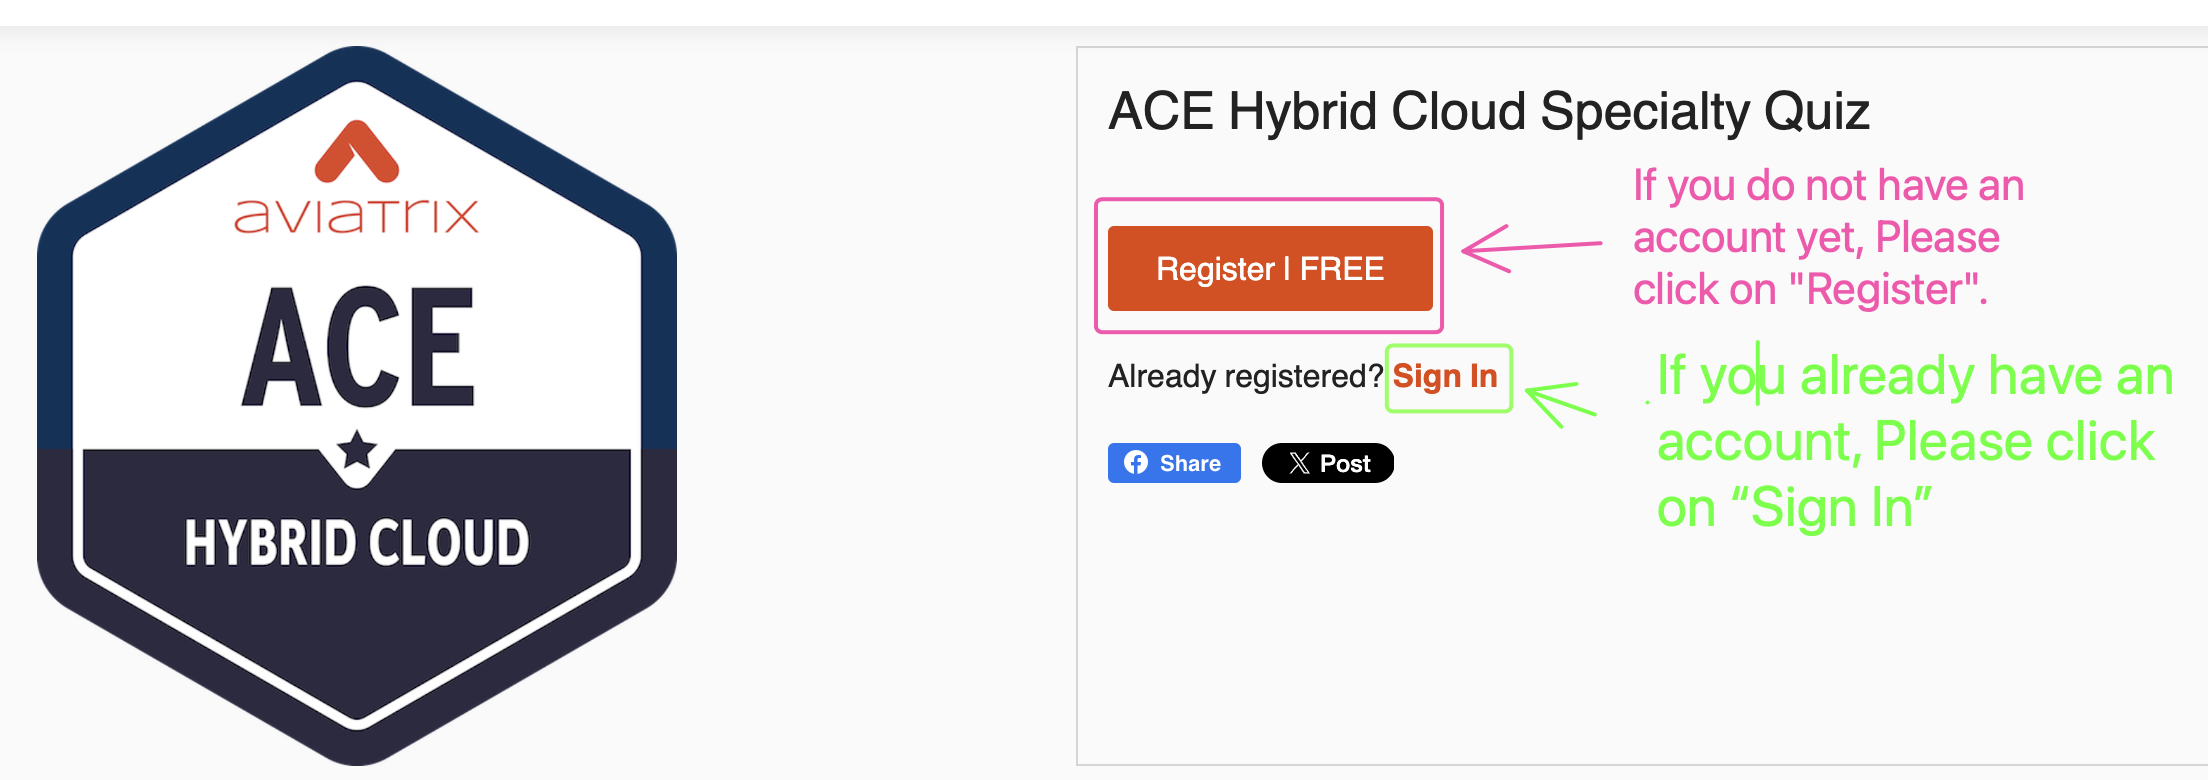 aviatrix
ACE
HYBRID CLOUD
ACE Hybrid Cloud Specialty Quiz
Register | FREE
If you do not have an
account yet, Please
click on "Register".
Already registered? Sign In
If you already have an
account, Please click
on “Sign In”
Share
X Post